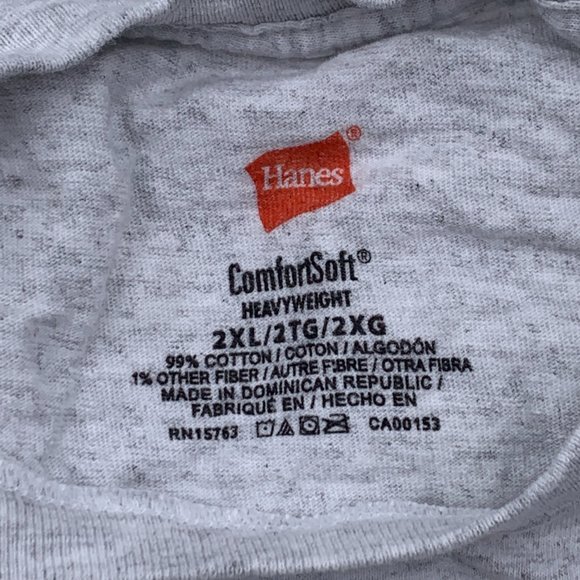 Hanes®
ComfortSoft®
HEAVYWEIGHT
2XL/2TG/2XG
99% COTTON / COTON / ALGODÓN
1% OTHER FIBER / AUTRE FIBRE / OTRA FIBRA
MADE IN DOMINICAN REPUBLIC /
FABRIQUÉ EN / HECHO EN
RN15763 CA00153